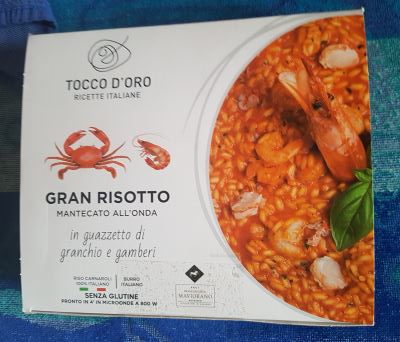 TOCCO D'ORO
RICETTE ITALIANE
GRAN RISOTTO
MANTECATO ALL'ONDA
in guazzetto di
granchio e gamberi
RISO CARNAROLI
100% ITALIANO
BURRO
ITALIANO
SENZA GLUTINE
PRONTO IN 4' IN MICROONDE A 800 W